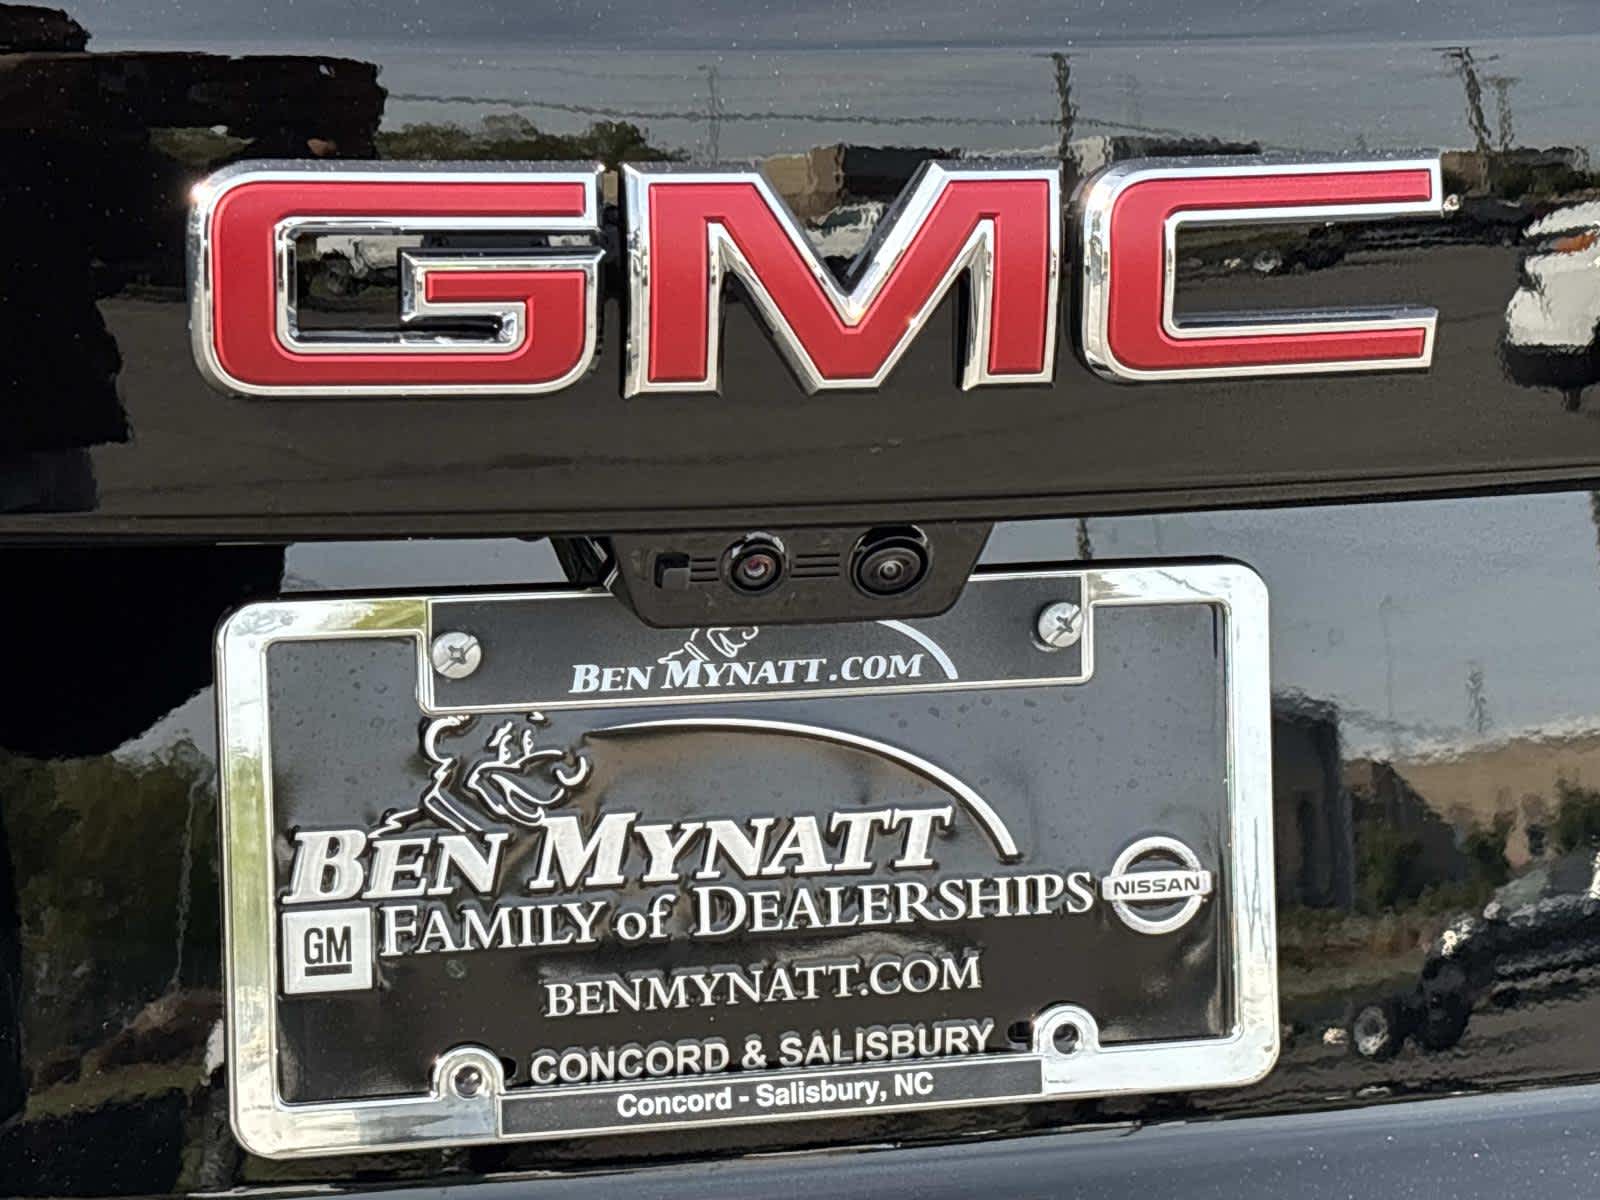 GMC
BEN MYNATT.COM
BEN MYNATT
FAMILY of DEALERSHIPS
GM
NISSAN
BENMYNATT.COM
CONCORD & SALISBURY
Concord - Salisbury, NC